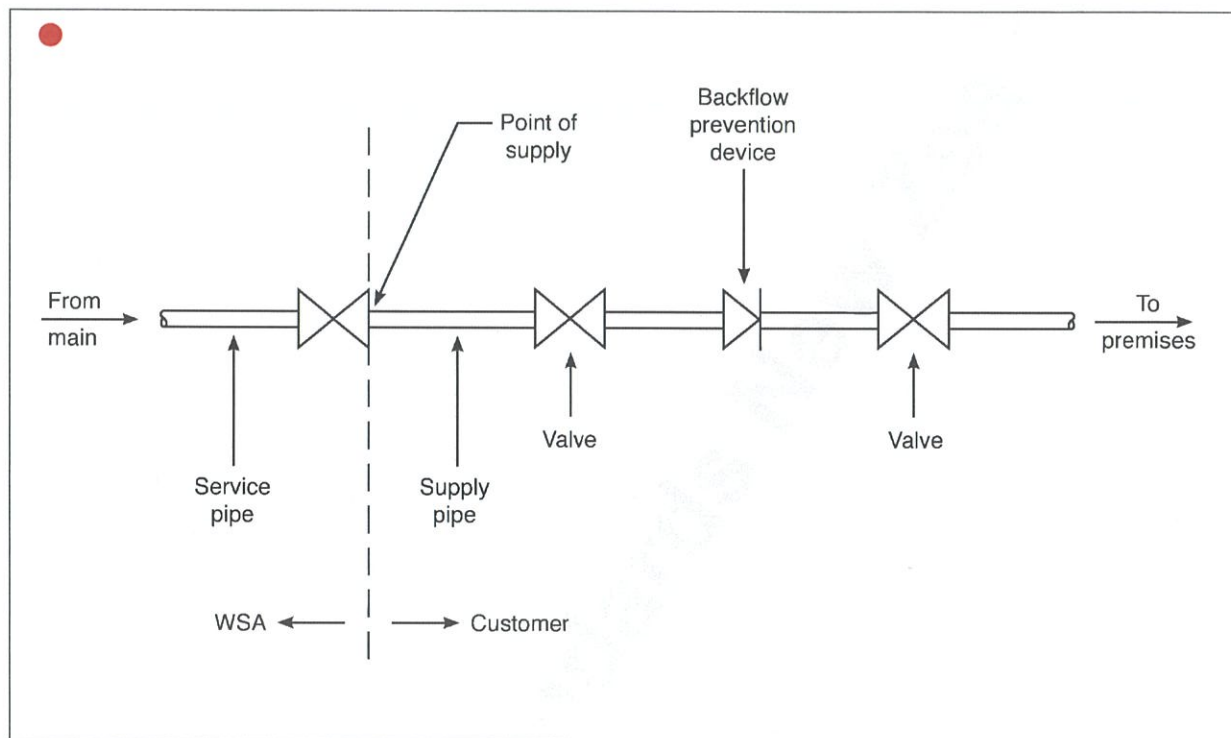 Backflow
prevention
device
Point of
supply
From
main
To
premises
Valve
Valve
Service
pipe
Supply
pipe
WSA
Customer